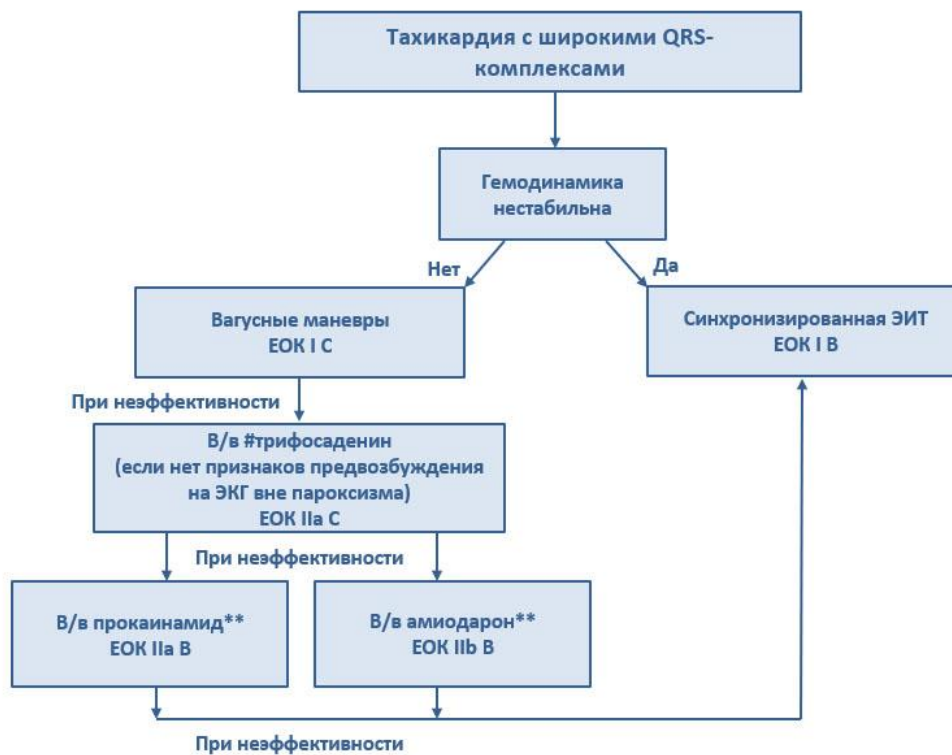 Тахикардия с широкими QRS-
комплексами
Гемодинамика
нестабильна
Нет
Да
Вагусные маневры
ЕОК I C
Синхронизированная ЭИТ
ЕОК I B
При неэффективности
В/в #трифосаденин
(если нет признаков предвозбуждения
на ЭКГ вне пароксизма)
ЕОК IIa C
При неэффективности
В/в прокаинамид**
ЕОК IIa B
В/в амиодарон**
ЕОК IIb B
При неэффективности